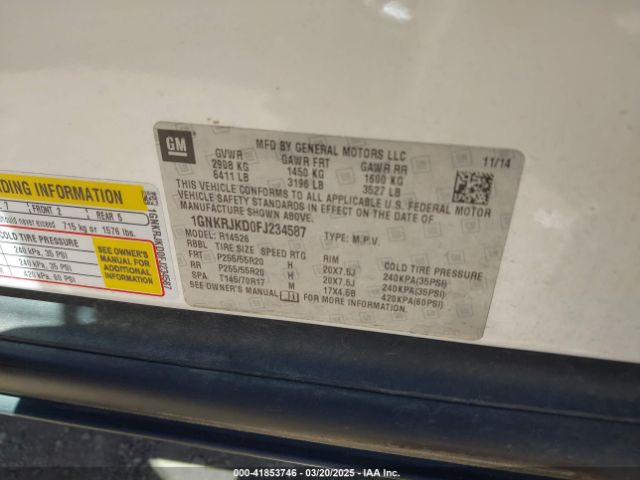 GM
MFD BY GENERAL MOTORS LLC
11/14
GVWR GAWR FRT GAWR RR
2908 KG 1450 KG 1600 KG
6411 LB 3196 LB 3527 LB
THIS VEHICLE CONFORMS TO ALL APPLICABLE U.S. FEDERAL MOTOR
VEHICLE SAFETY STANDARDS IN EFFECT ON THE DATE OF
MANUFACTURE SHOWN ABOVE.
1GNKRJKD0FJ234587
TYPE: M.P.V.
MODEL: R14526
RBBL TIRE SIZE SPEED RTG RIM COLD TIRE PRESSURE
FRT P255/55R20 H 20X7.5J 240KPA(35PSI)
RR P255/55R20 H 20X7.5J 240KPA(35PSI)
SPA T145/70R17 M 17X4.5B 420KPA(60PSI)
SEE OWNER'S MANUAL FOR MORE INFORMATION.
DING INFORMATION
FRONT 2 REAR 5
should never exceed 715 kg or 1576 lbs.
COLD TIRE PRESSURE
240 kPa, 35 PSI
240 kPa, 35 PSI
420 kPa, 60 PSI
SEE OWNER'S
MANUAL FOR
ADDITIONAL
INFORMATION
1GNKRJKD0FJ234587
000-41853746 — 03/20/2025 — IAA Inc.